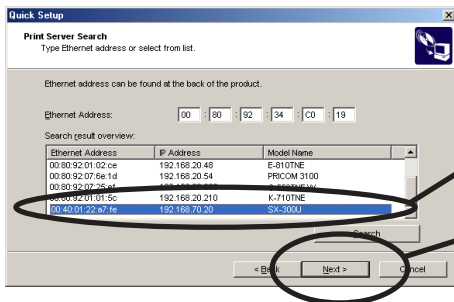 Quick Setup
Print Server Search
Type Ethernet address or select from list.
Ethernet address can be found at the back of the product.
Ethernet Address: 00 : 80 : 92 : 34 : C0 : 19
Search result overview:
Ethernet Address IP Address Model Name
00:80:92:01:02:ce 192.168.20.48 E-810TNE
00:80:92:07:6e:1d 192.168.20.54 PRICOM 3100
00:80:92:01:01:5c 192.168.20.210 K-710TNE
00:40:01:22:a7:fe 192.168.70.20 SX-300U
Search
< Back Next > Cancel